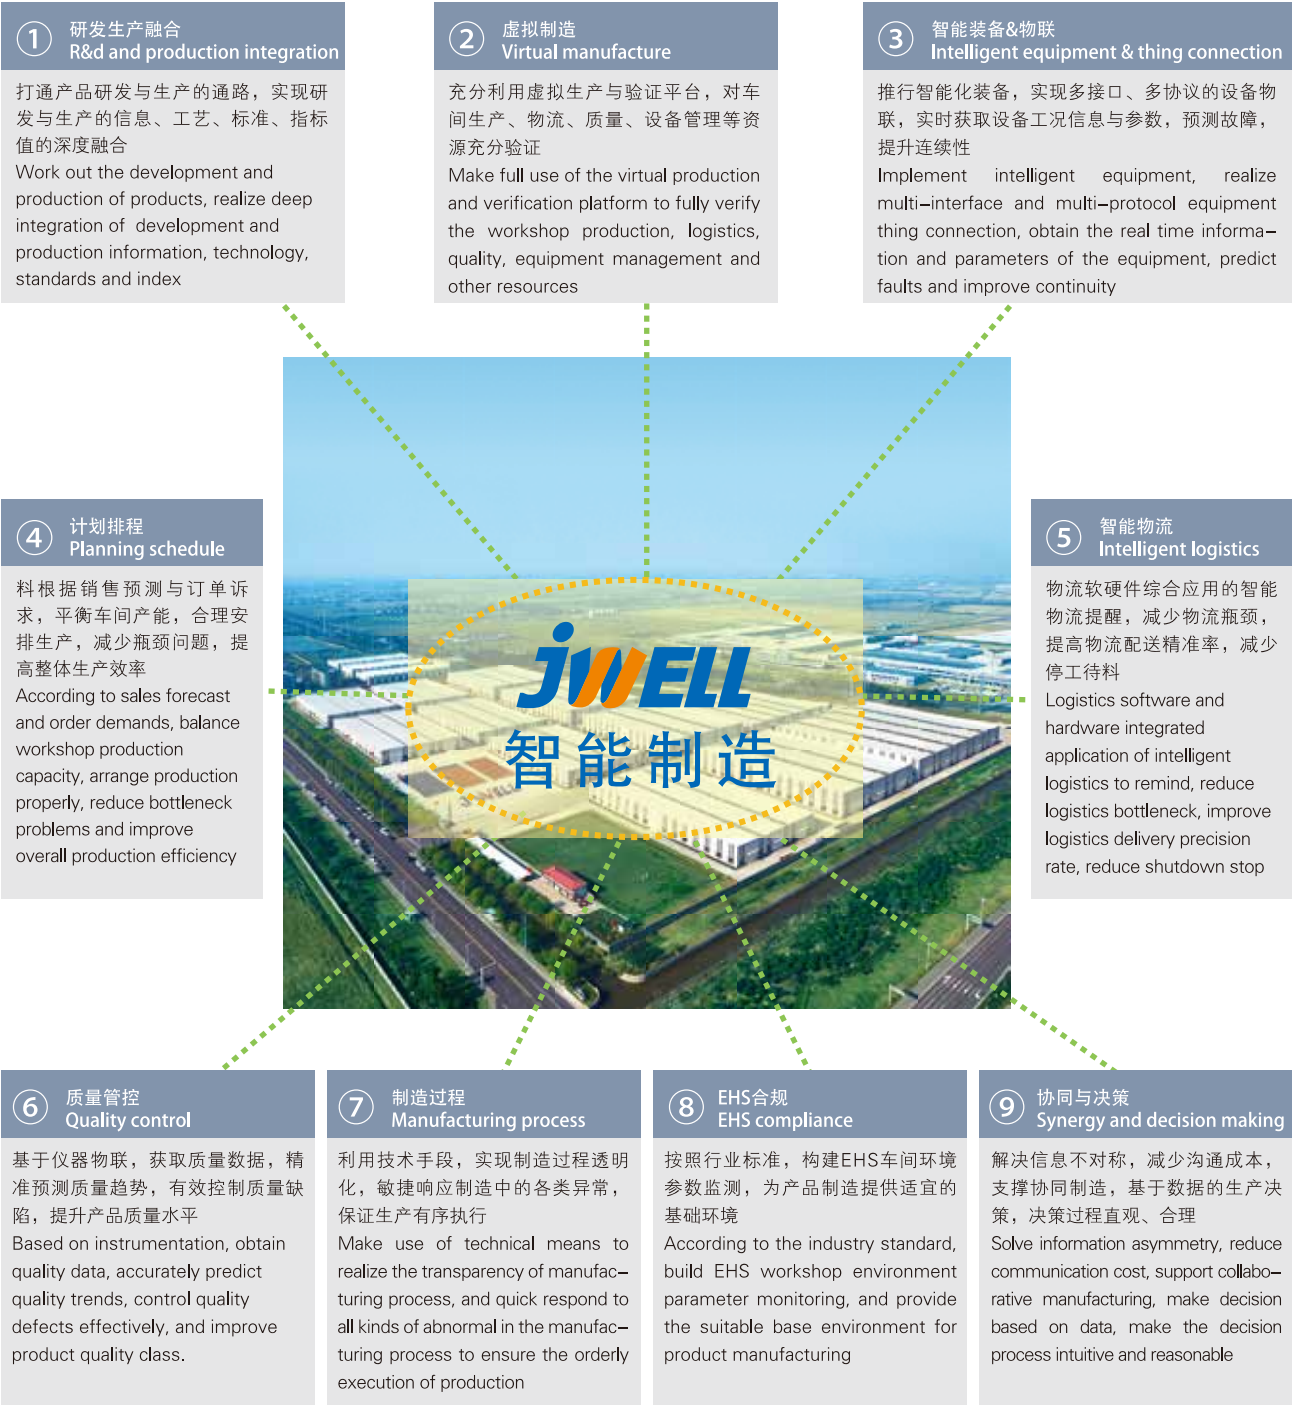 ① 研发生产融合
R&d and production integration
打通产品研发与生产的通路，实现研
发与生产的信息、工艺、标准、指标
值的深度融合
Work out the development and
production of products, realize deep
integration of development and
production information, technology,
standards and index
② 虚拟制造
Virtual manufacture
充分利用虚拟生产与验证平台，对车
间生产、物流、质量、设备管理等资
源充分验证
Make full use of the virtual production
and verification platform to fully verify
the workshop production, logistics,
quality, equipment management and
other resources
③ 智能装备&物联
Intelligent equipment & thing connection
推行智能化装备，实现多接口、多协议的设备物
联，实时获取设备工况信息与参数，预测故障，
提升连续性
Implement intelligent equipment, realize
multi-interface and multi-protocol equipment
thing connection, obtain the real time informa-
tion and parameters of the equipment, predict
faults and improve continuity
④ 计划排程
Planning schedule
料根据销售预测与订单诉
求，平衡车间产能，合理安
排生产，减少瓶颈问题，提
高整体生产效率
According to sales forecast
and order demands, balance
workshop production
capacity, arrange production
properly, reduce bottleneck
problems and improve
overall production efficiency
JWELL
智能制造
⑤ 智能物流
Intelligent logistics
物流软硬件综合应用的智能
物流提醒，减少物流瓶颈，
提高物流配送精准率，减少
停工待料
Logistics software and
hardware integrated
application of intelligent
logistics to remind, reduce
logistics bottleneck, improve
logistics delivery precision
rate, reduce shutdown stop
⑥ 质量管控
Quality control
基于仪器物联，获取质量数据，精
准预测质量趋势，有效控制质量缺
陷，提升产品质量水平
Based on instrumentation, obtain
quality data, accurately predict
quality trends, control quality
defects effectively, and improve
product quality class.
⑦ 制造过程
Manufacturing process
利用技术手段，实现制造过程透明
化，敏捷响应制造中的各类异常，
保证生产有序执行
Make use of technical means to
realize the transparency of manufac-
turing process, and quick respond to
all kinds of abnormal in the manufac-
turing process to ensure the orderly
execution of production
⑧ EHS合规
EHS compliance
按照行业标准，构建EHS车间环境
参数监测，为产品制造提供适宜的
基础环境
According to the industry standard,
build EHS workshop environment
parameter monitoring, and provide
the suitable base environment for
product manufacturing
⑨ 协同与决策
Synergy and decision making
解决信息不对称，减少沟通成本，
支撑协同制造，基于数据的生产决
策，决策过程直观、合理
Solve information asymmetry, reduce
communication cost, support collabo-
rative manufacturing, make decision
based on data, make the decision
process intuitive and reasonable